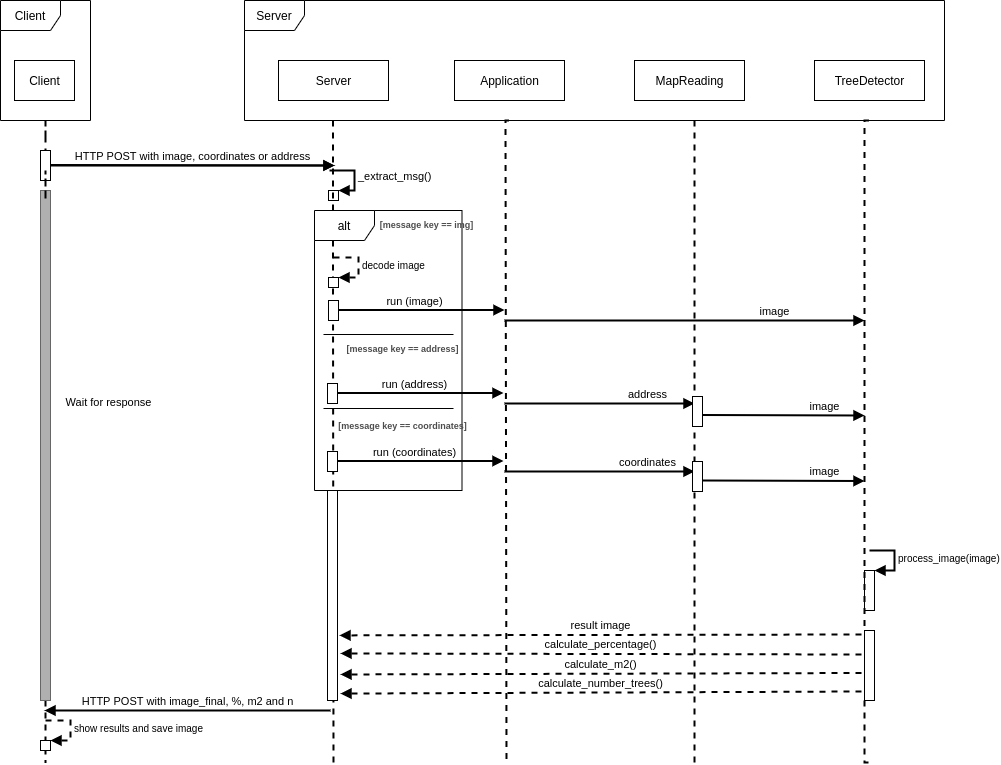 Client
Server
Client
Server
Application
MapReading
TreeDetector
HTTP POST with image, coordinates or address
_extract_msg()
alt
[message key == img]
decode image
run (image)
image
[message key == address]
run (address)
address
image
Wait for response
[message key == coordinates]
run (coordinates)
coordinates
image
process_image(image)
result image
calculate_percentage()
calculate_m2()
calculate_number_trees()
HTTP POST with image_final, %, m2 and n
show results and save image